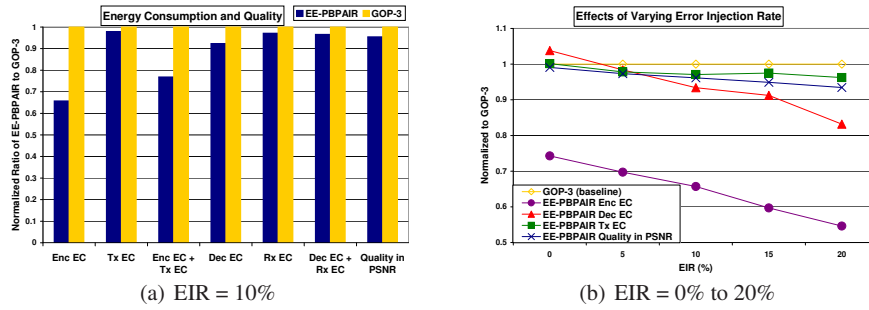 Energy Consumption and Quality
EE-PBPAIR GOP-3
Normalized Ratio of EE-PBPAIR to GOP-3
1
0.9
0.8
0.7
0.6
0.5
0.4
0.3
0.2
0.1
0
Enc EC Tx EC Enc EC + Tx EC Dec EC Rx EC Dec EC + Rx EC Quality in PSNR
(a) EIR = 10%
Effects of Varying Error Injection Rate
Normalized to GOP-3
1.1
1
0.9
0.8
0.7
0.6
0.5
GOP-3 (baseline)
EE-PBPAIR Enc EC
EE-PBPAIR Dec EC
EE-PBPAIR Tx EC
EE-PBPAIR Quality in PSNR
0 5 10 15 20
EIR (%)
(b) EIR = 0% to 20%